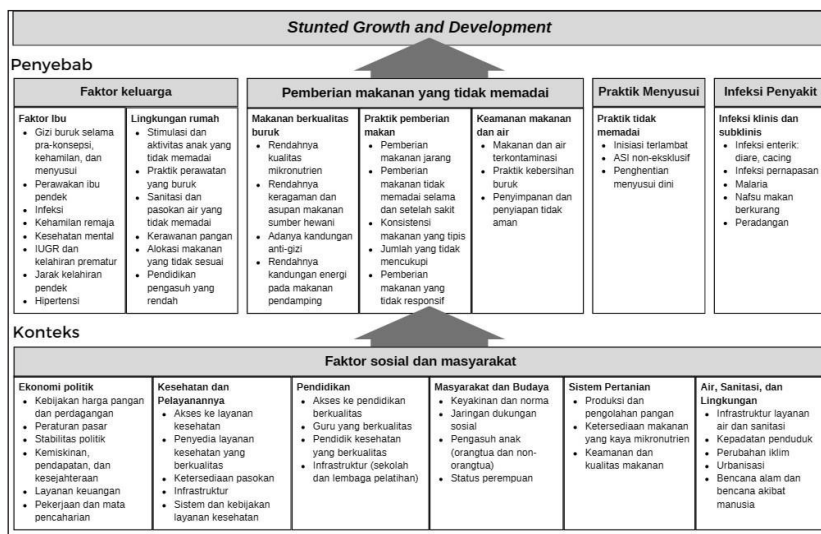 Stunted Growth and Development
Penyebab
Faktor keluarga
Faktor Ibu
• Gizi buruk selama
pra-konsepsi,
kehamilan, dan
menyusui
• Perawakan ibu
pendek
• Infeksi
• Kehamilan remaja
• Kesehatan mental
• IUGR dan
kelahiran prematur
• Jarak kelahiran
pendek
• Hipertensi
Lingkungan rumah
• Stimulasi dan
aktivitas anak yang
tidak memadai
• Praktik perawatan
yang buruk
• Sanitasi dan
pasokan air yang
tidak memadai
• Kerawanan pangan
• Alokasi makanan
yang tidak sesuai
• Pendidikan
pengasuh yang
rendah
Pemberian makanan yang tidak memadai
Makanan berkualitas
buruk
• Rendahnya
kualitas
mikronutrien
• Rendahnya
keragaman dan
asupan makanan
sumber hewani
• Adanya kandungan
anti-gizi
• Rendahnya
kandungan energi
pada makanan
pendamping
Praktik pemberian
makan
• Pemberian
makanan jarang
• Pemberian
makanan tidak
memadai selama
dan setelah sakit
• Konsistensi
makanan yang tipis
• Jumlah yang tidak
mencukupi
• Pemberian
makanan yang
tidak responsif
Keamanan makanan
dan air
• Makanan dan air
terkontaminasi
• Praktik kebersihan
buruk
• Penyimpanan dan
penyiapan tidak
aman
Praktik Menyusui
Praktik tidak
memadai
• Inisiasi terlambat
• ASI non-eksklusif
• Penghentian
menyusui dini
Infeksi Penyakit
Infeksi klinis dan
subklinis
• Infeksi enterik:
diare, cacing
• Infeksi pernapasan
• Malaria
• Nafsu makan
berkurang
• Peradangan
Konteks
Faktor sosial dan masyarakat
Ekonomi politik
• Kebijakan harga pangan
dan perdagangan
• Peraturan pasar
• Stabilitas politik
• Kemiskinan,
pendapatan, dan
kesejahteraan
• Layanan keuangan
• Pekerjaan dan mata
pencaharian
Kesehatan dan
Pelayanannya
• Akses ke layanan
kesehatan
• Penyedia layanan
kesehatan yang
berkualitas
• Ketersediaan pasokan
• Infrastruktur
• Sistem dan kebijakan
layanan kesehatan
Pendidikan
• Akses ke pendidikan
berkualitas
• Guru yang berkualitas
• Pendidik kesehatan
yang berkualitas
• Infrastruktur (sekolah
dan lembaga pelatihan)
Masyarakat dan Budaya
• Keyakinan dan norma
• Jaringan dukungan
sosial
• Pengasuh anak
(orangtua dan non-
orangtua)
• Status perempuan
Sistem Pertanian
• Produksi dan
pengolahan pangan
• Ketersediaan makanan
yang kaya mikronutrien
• Keamanan dan
kualitas makanan
Air, Sanitasi, dan
Lingkungan
• Infrastruktur layanan
air dan sanitasi
• Kepadatan penduduk
• Perubahan iklim
• Urbanisasi
• Bencana alam dan
bencana akibat
manusia